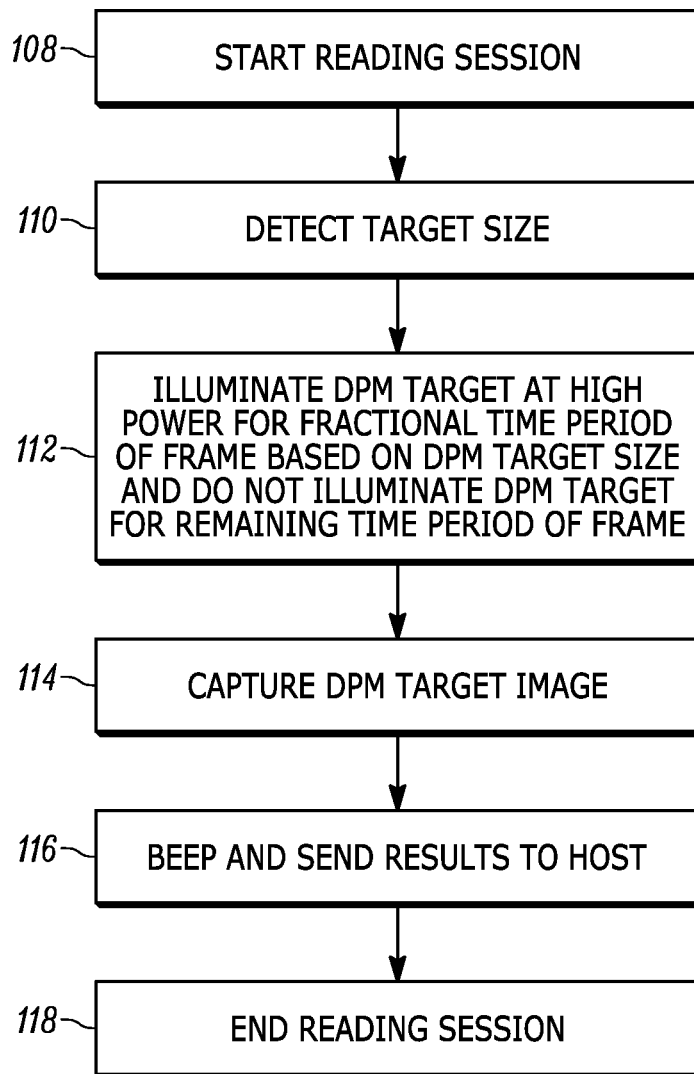 108
START READING SESSION
110
DETECT TARGET SIZE
112
ILLUMINATE DPM TARGET AT HIGH
POWER FOR FRACTIONAL TIME PERIOD
OF FRAME BASED ON DPM TARGET SIZE
AND DO NOT ILLUMINATE DPM TARGET
FOR REMAINING TIME PERIOD OF FRAME
114
CAPTURE DPM TARGET IMAGE
116
BEEP AND SEND RESULTS TO HOST
118
END READING SESSION